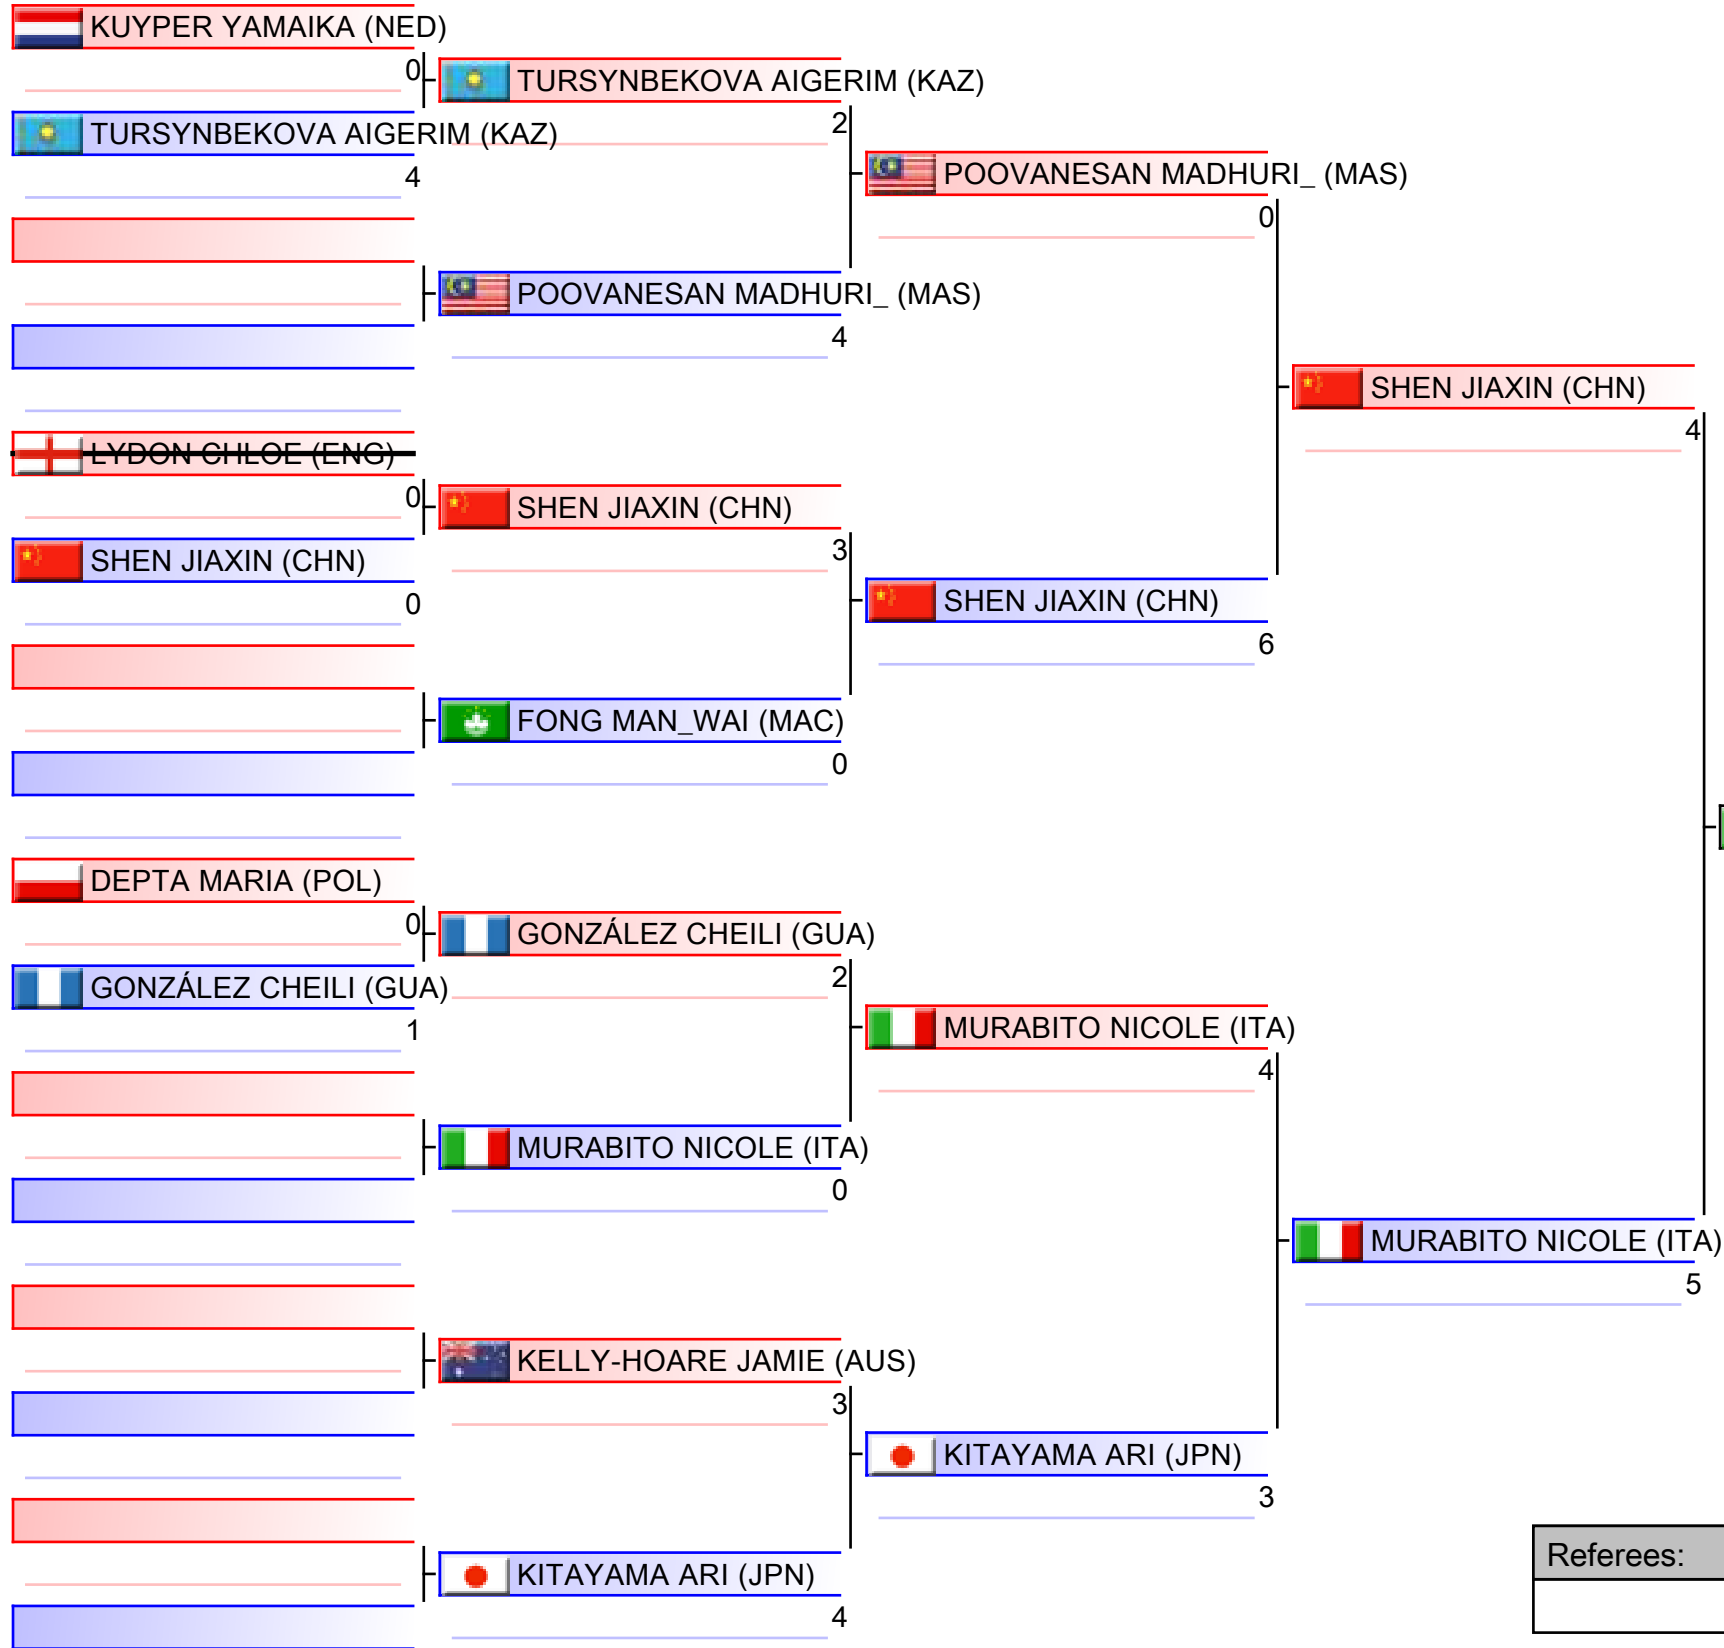 KUYPER YAMAIKA (NED)
0
TURSYNBEKOVA AIGERIM (KAZ)
TURSYNBEKOVA AIGERIM (KAZ)
2
4
POOVANESAN MADHURI_ (MAS)
0
POOVANESAN MADHURI_ (MAS)
4
SHEN JIAXIN (CHN)
4
LYDON CHLOE (ENG)
0
SHEN JIAXIN (CHN)
SHEN JIAXIN (CHN)
3
0
SHEN JIAXIN (CHN)
6
FONG MAN_WAI (MAC)
0
DEPTA MARIA (POL)
0
GONZÁLEZ CHEILI (GUA)
GONZÁLEZ CHEILI (GUA)
2
1
MURABITO NICOLE (ITA)
4
MURABITO NICOLE (ITA)
0
MURABITO NICOLE (ITA)
5
KELLY-HOARE JAMIE (AUS)
3
KITAYAMA ARI (JPN)
3
KITAYAMA ARI (JPN)
4
Referees: